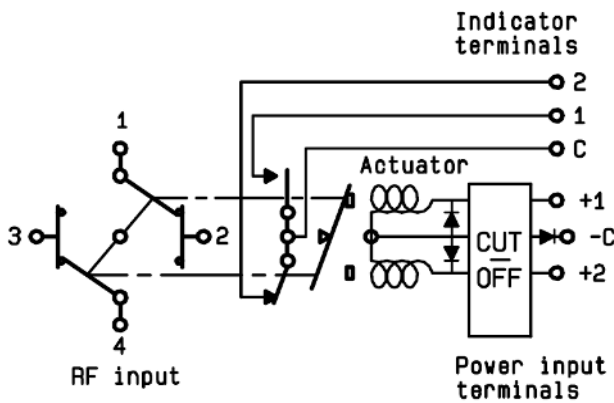 Indicator
terminals
2
1
1
C
Actuator
+1
3
2
CUT
OFF
-C
+2
4
RF input
Power input
terminals